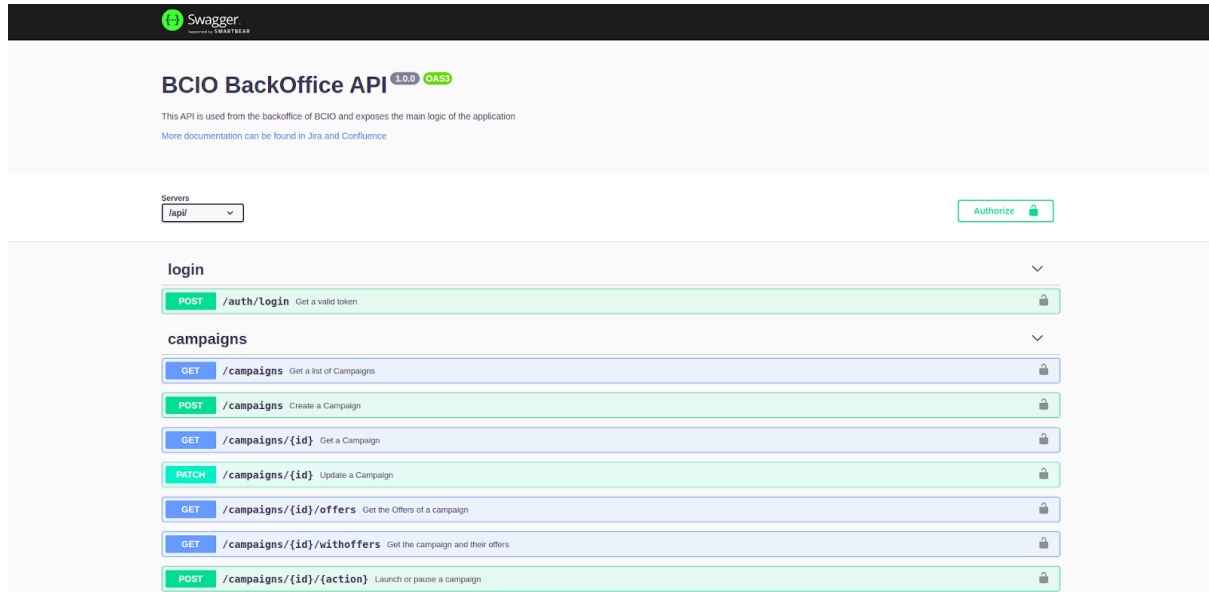 Swagger.
Supported by SMARTBEAR
BCIO BackOffice API 1.0.0 OAS3
This API is used from the backoffice of BCIO and exposes the main logic of the application
More documentation can be found in Jira and Confluence
Servers
/api/
Authorize
login
POST /auth/login Get a valid token
campaigns
GET /campaigns Get a list of Campaigns
POST /campaigns Create a Campaign
GET /campaigns/{id} Get a Campaign
PATCH /campaigns/{id} Update a Campaign
GET /campaigns/{id}/offers Get the Offers of a campaign
GET /campaigns/{id}/withoffers Get the campaign and their offers
POST /campaigns/{id}/{action} Launch or pause a campaign